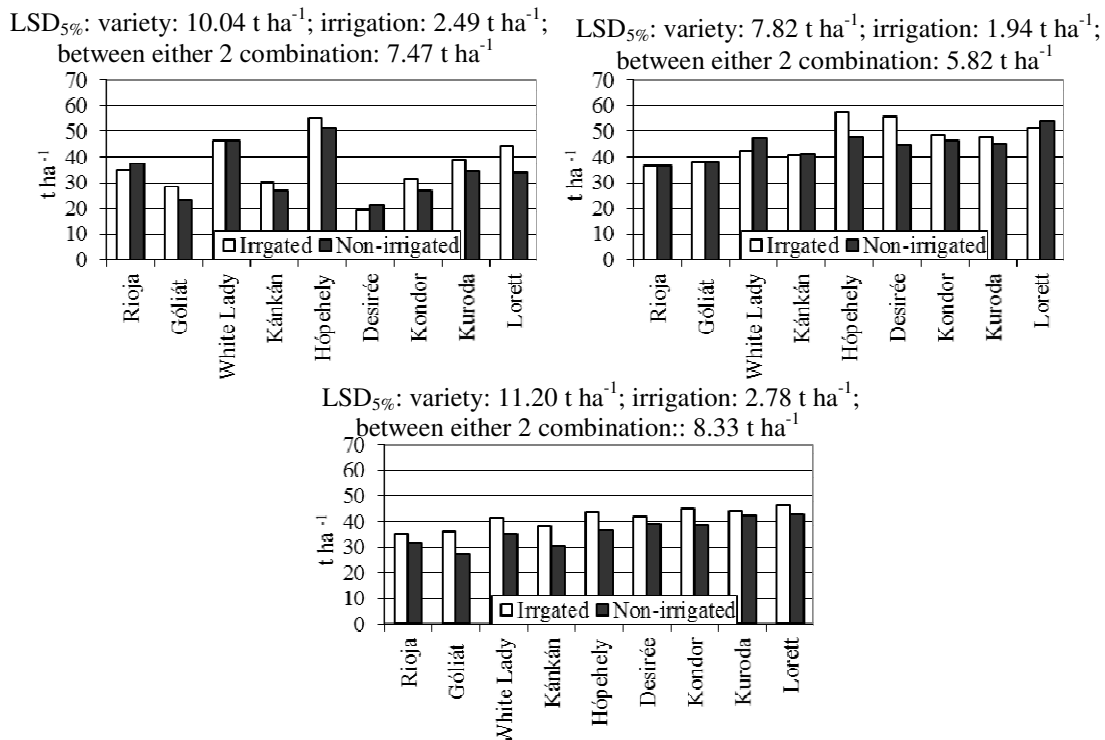 LSD5%: variety: 10.04 t ha-1; irrigation: 2.49 t ha-1;
between either 2 combination: 7.47 t ha-1
70
60
50
40
30
20
10
0
t ha-1
Irrgated Non-irrigated
Rioja
Góliát
White Lady
Kánkán
Hópehely
Desirée
Kondor
Kuroda
Lorett
LSD5%: variety: 7.82 t ha-1; irrigation: 1.94 t ha-1;
between either 2 combination: 5.82 t ha-1
70
60
50
40
30
20
10
0
t ha-1
Irrgated Non-irrigated
Rioja
Góliát
White Lady
Kánkán
Hópehely
Desirée
Kondor
Kuroda
Lorett
LSD5%: variety: 11.20 t ha-1; irrigation: 2.78 t ha-1;
between either 2 combination:: 8.33 t ha-1
70
60
50
40
30
20
10
0
t ha-1
Irrgated Non-irrigated
Rioja
Góliát
White Lady
Kánkán
Hópehely
Desirée
Kondor
Kuroda
Lorett